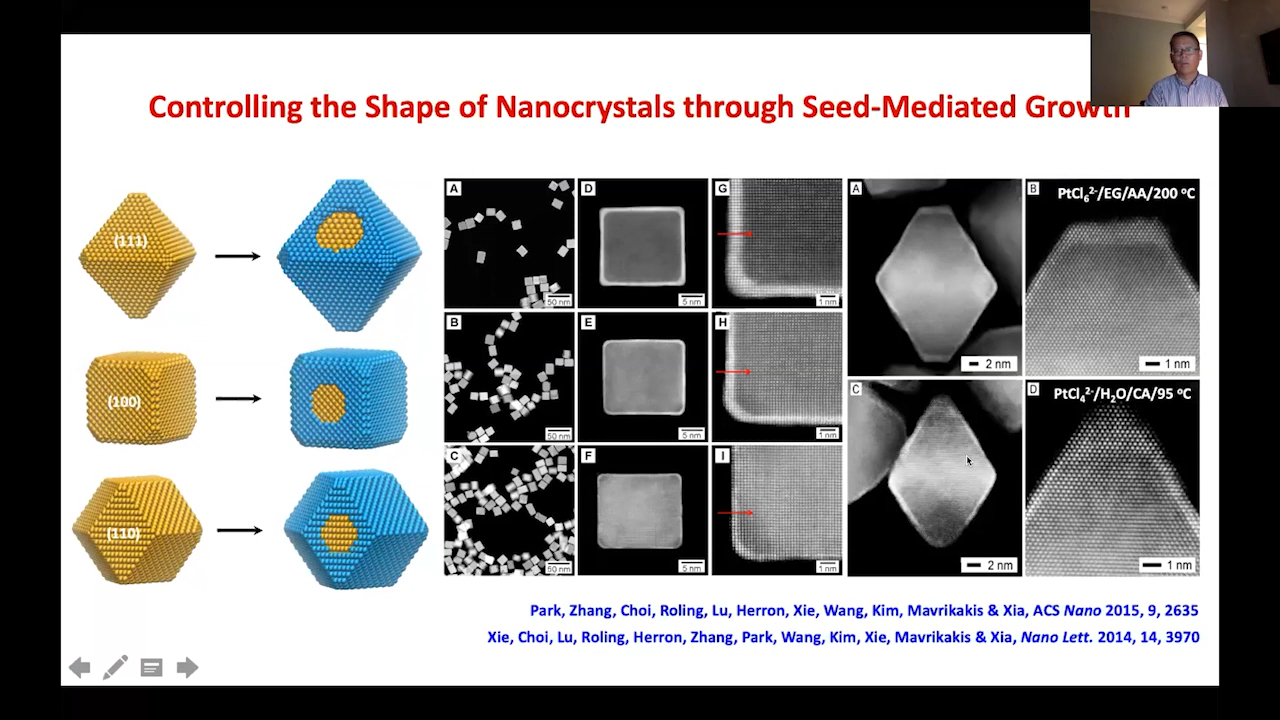 Controlling the Shape of Nanocrystals through Seed-Mediated Growth
(111)
(100)
(110)
A
50 nm
D
5 nm
G
1 nm
B
50 nm
E
5 nm
H
1 nm
C
50 nm
F
5 nm
I
1 nm
A
2 nm
B
PtCl₆²⁻/EG/AA/200 °C
1 nm
C
2 nm
D
PtCl₄²⁻/H₂O/CA/95 °C
1 nm
Park, Zhang, Choi, Roling, Lu, Herron, Xie, Wang, Kim, Mavrikakis & Xia, ACS Nano 2015, 9, 2635
Xie, Choi, Lu, Roling, Herron, Zhang, Park, Wang, Kim, Xie, Mavrikakis & Xia, Nano Lett. 2014, 14, 3970